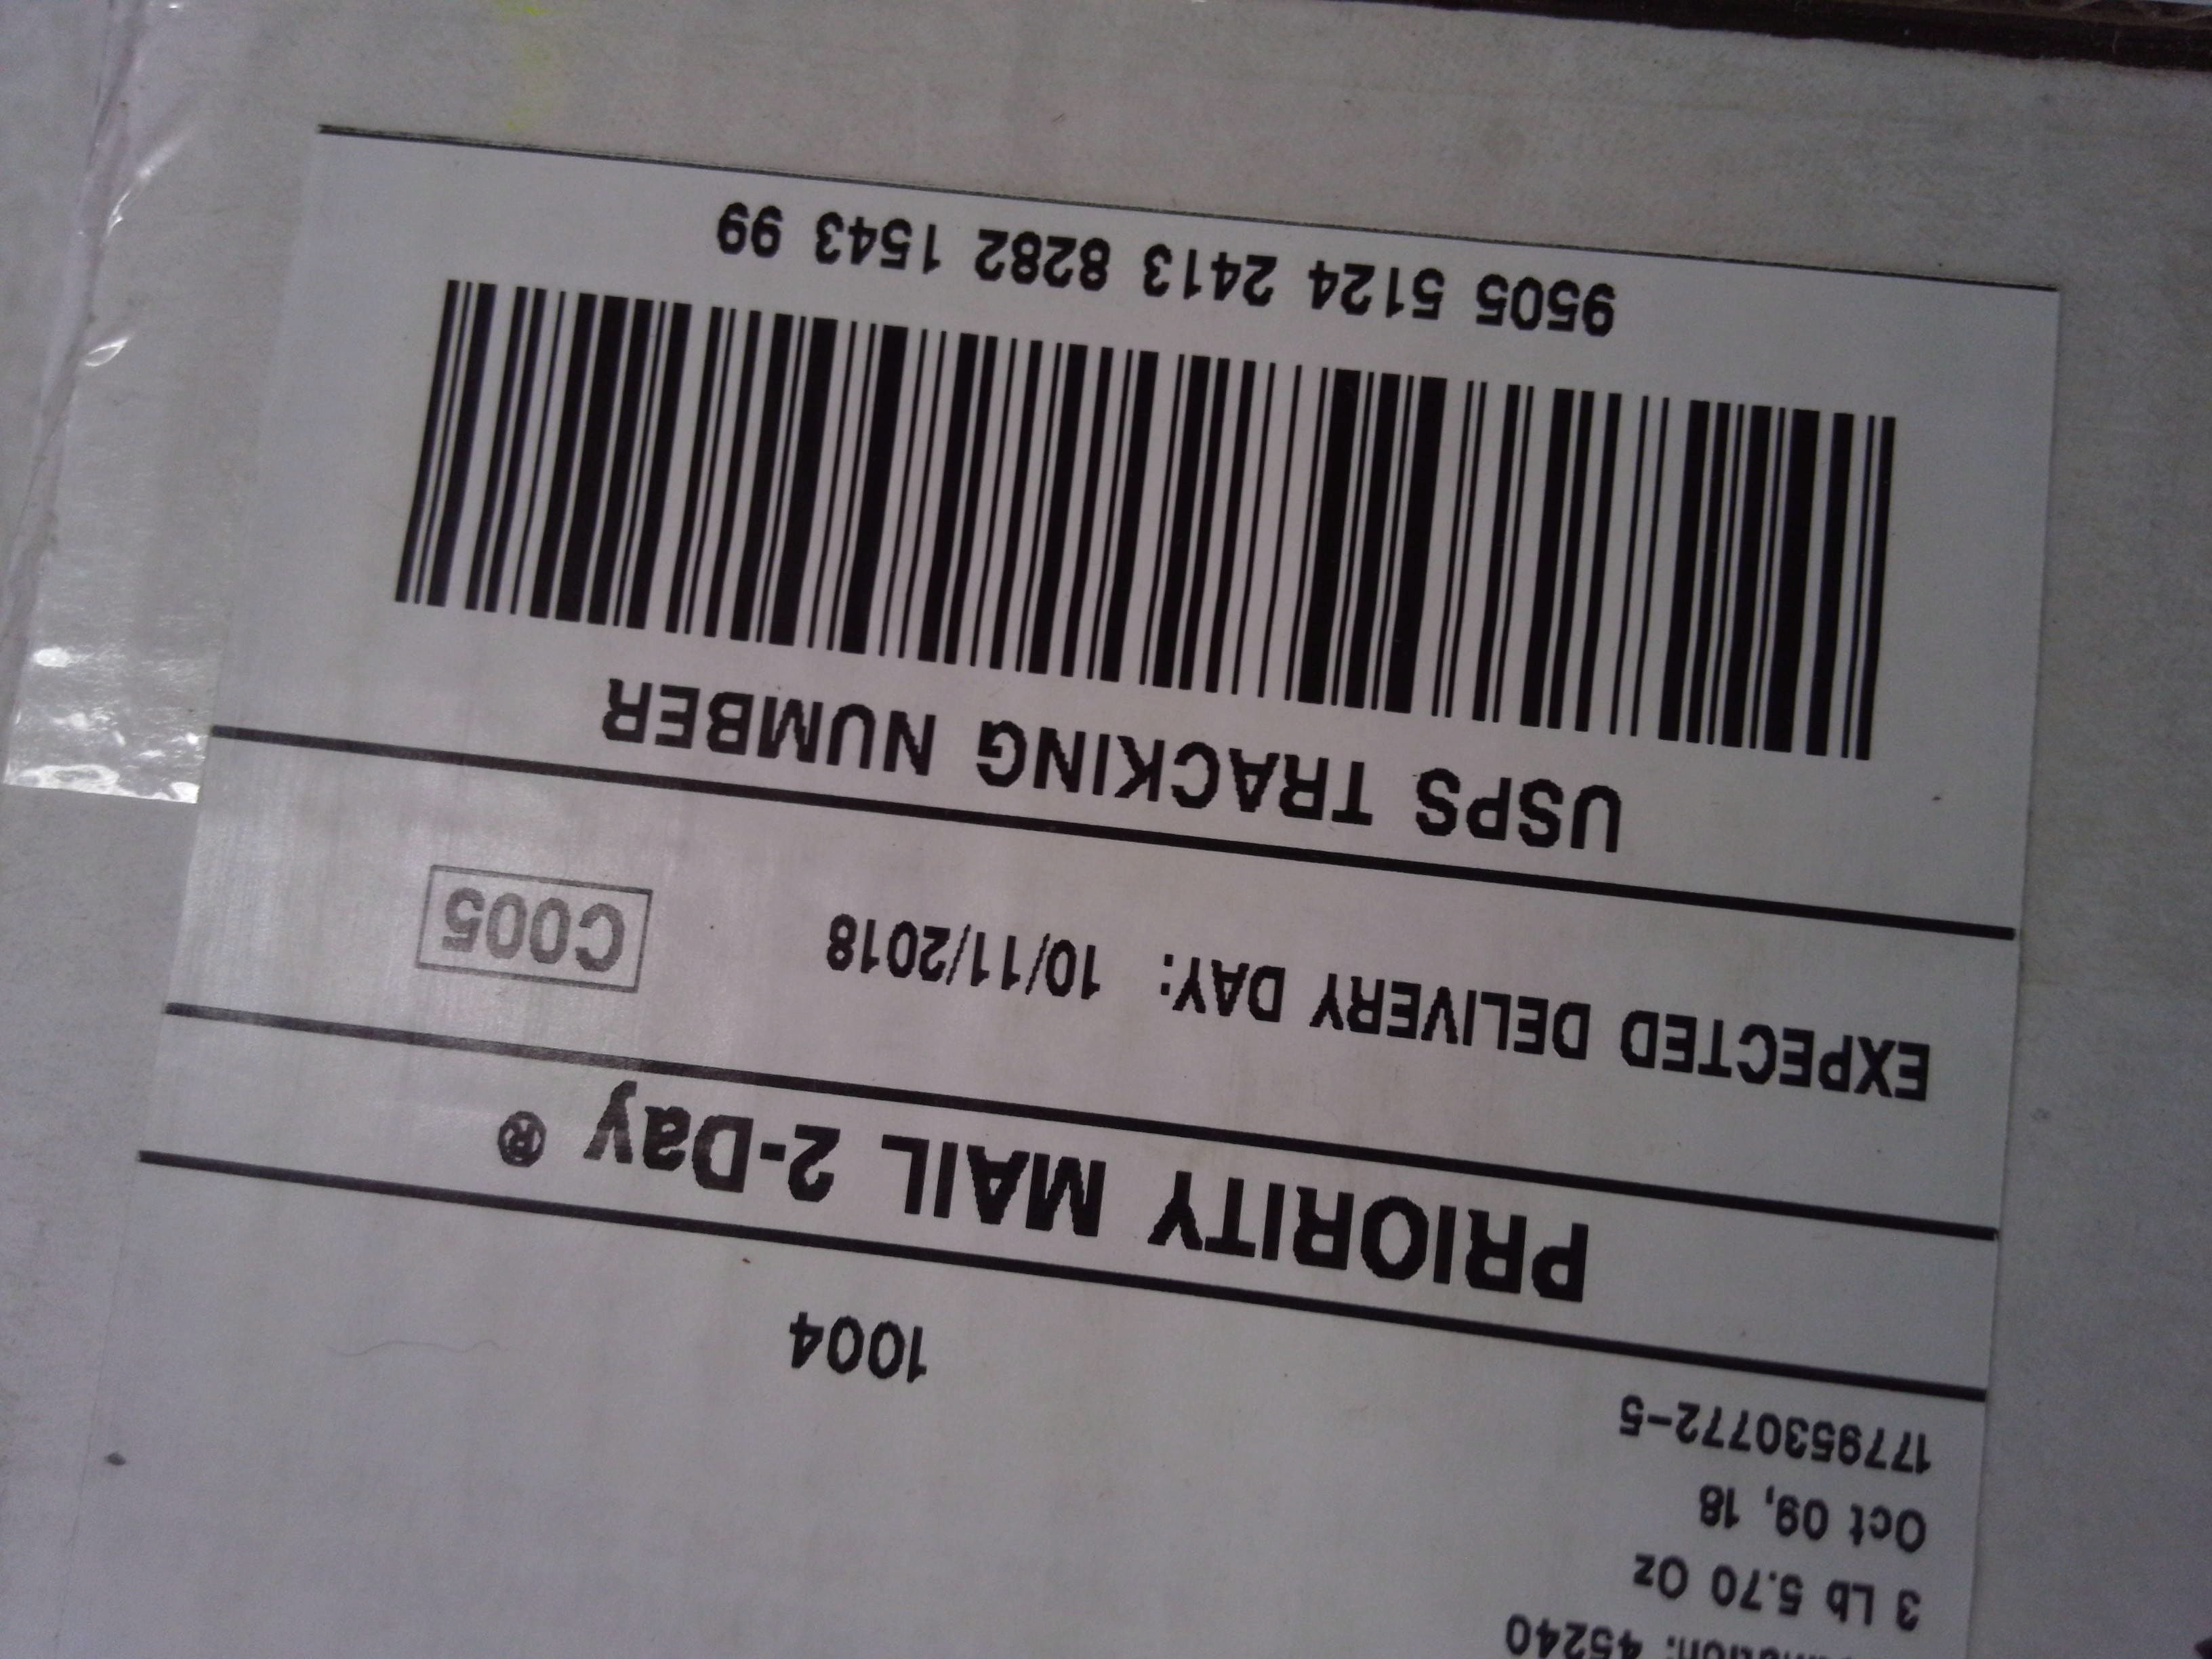 45240
3 Lb 5.70 Oz
Oct 09, 18
1779530772-5
1004
PRIORITY MAIL 2-Day ®
EXPECTED DELIVERY DAY: 10/11/2018
C005
USPS TRACKING NUMBER
9505 5124 2413 8282 1543 99